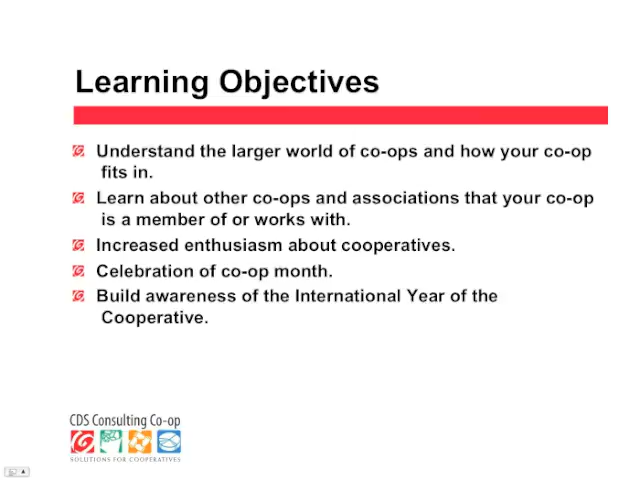 Learning Objectives
Understand the larger world of co-ops and how your co-op
fits in.
Learn about other co-ops and associations that your co-op
is a member of or works with.
Increased enthusiasm about cooperatives.
Celebration of co-op month.
Build awareness of the International Year of the
Cooperative.
CDS Consulting Co-op
SOLUTIONS FOR COOPERATIVES